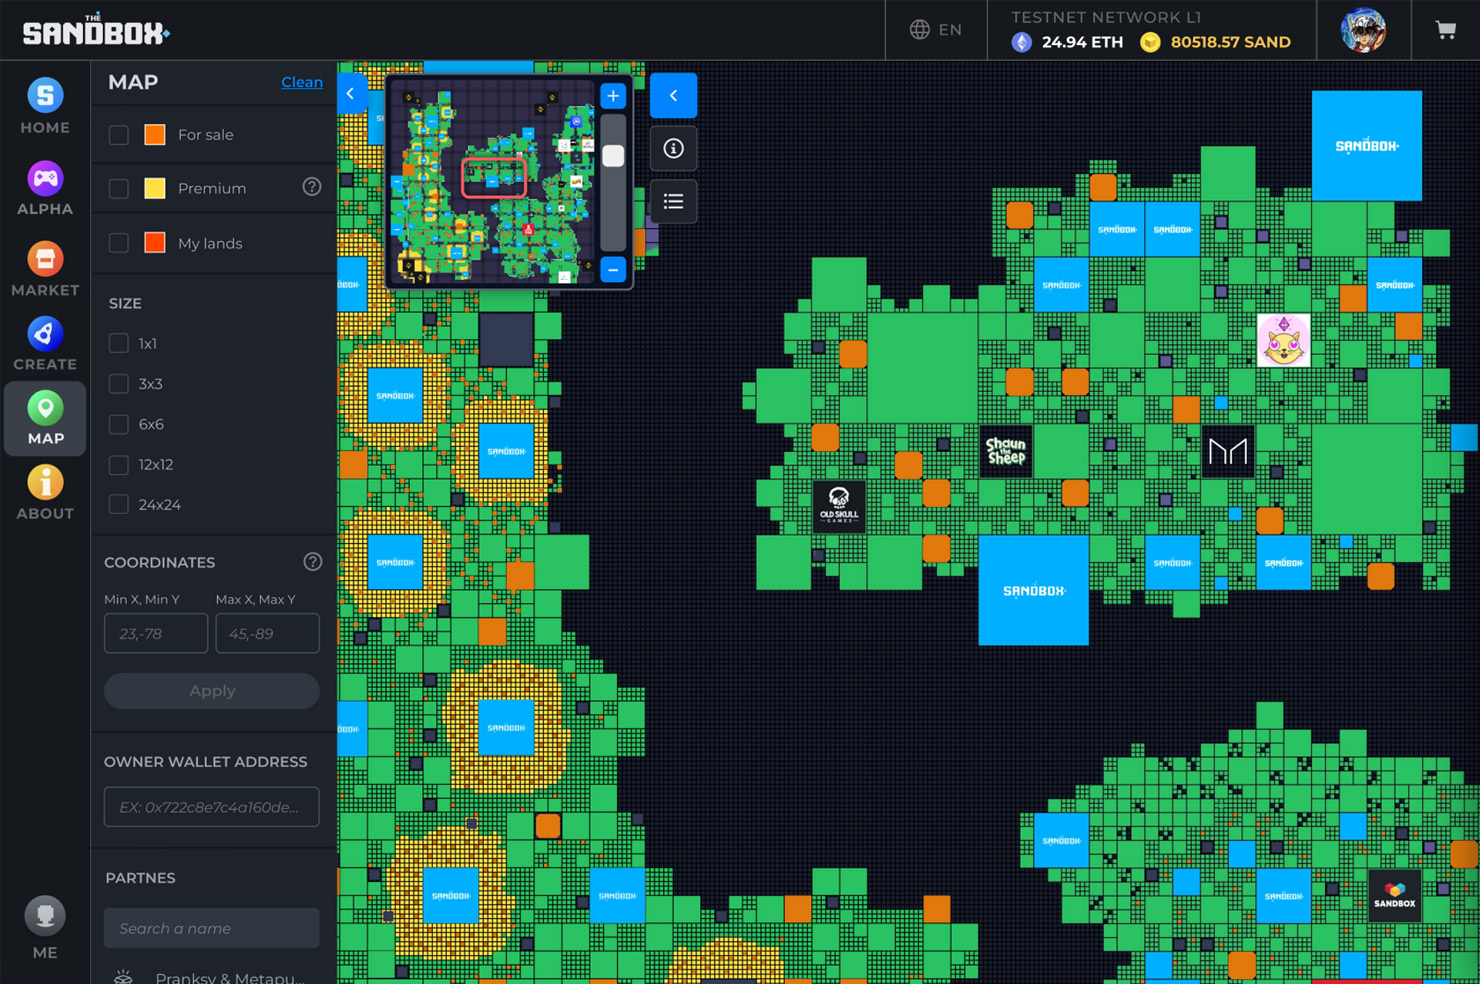 THE
SANDBOX
EN
TESTNET NETWORK L1
24.94 ETH
80518.57 SAND
HOME
ALPHA
MARKET
CREATE
MAP
ABOUT
ME
MAP
Clean
For sale
Premium
My lands
SIZE
1x1
3x3
6x6
12x12
24x24
COORDINATES
Min X, Min Y
Max X, Max Y
23,-78
45,-89
Apply
OWNER WALLET ADDRESS
EX: 0x722c8e7c4a160de...
PARTNES
Search a name
Pranksy & Metapu...
SANDBOX
SANDBOX
SANDBOX
SANDBOX
SANDBOX
SANDBOX
SANDBOX
Shaun
the
Sheep
OLD SKULL
GAMES
SANDBOX
SANDBOX
SANDBOX
SANDBOX
SANDBOX
SANDBOX
SANDBOX
SANDBOX
SANDBOX
SANDBOX
SANDBOX